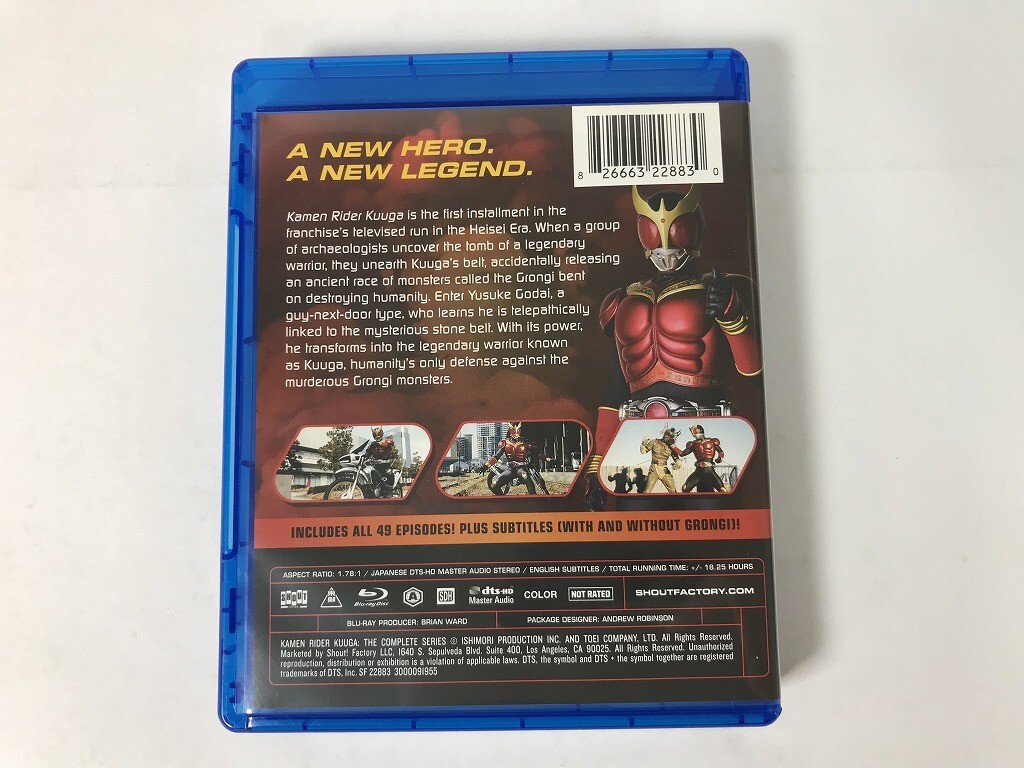 A NEW HERO.
A NEW LEGEND.
8 26663 22883 0
Kamen Rider Kuuga is the first installment in the
franchise's televised run in the Heisei Era. When a group
of archaeologists uncover the tomb of a legendary
warrior, they unearth Kuuga's belt, accidentally releasing
an ancient race of monsters called the Grongi bent
on destroying humanity. Enter Yusuke Godai, a
guy-next-door type, who learns he is telepathically
linked to the mysterious stone belt. With its power,
he transforms into the legendary warrior known
as Kuuga, humanity's only defense against the
murderous Grongi monsters.
INCLUDES ALL 49 EPISODES! PLUS SUBTITLES (WITH AND WITHOUT GRONGI)!
ASPECT RATIO: 1.78:1 / JAPANESE DTS-HD MASTER AUDIO STEREO / ENGLISH SUBTITLES / TOTAL RUNNING TIME: +/- 18.25 HOURS
SHOUT Blu-ray Disc A SDH dts-HD Master Audio COLOR NOT RATED SHOUTFACTORY.COM
BLU-RAY PRODUCER: BRIAN WARD PACKAGE DESIGNER: ANDREW ROBINSON
KAMEN RIDER KUUGA: THE COMPLETE SERIES © ISHIMORI PRODUCTION INC. AND TOEI COMPANY, LTD. All Rights Reserved.
Marketed by Shout! Factory LLC, 1640 S. Sepulveda Blvd. Suite 400, Los Angeles, CA 90025. All Rights Reserved. Unauthorized
reproduction, distribution or exhibition is a violation of applicable laws. DTS, the symbol and DTS + the symbol together are registered
trademarks of DTS, Inc. SF 22883 3000091955